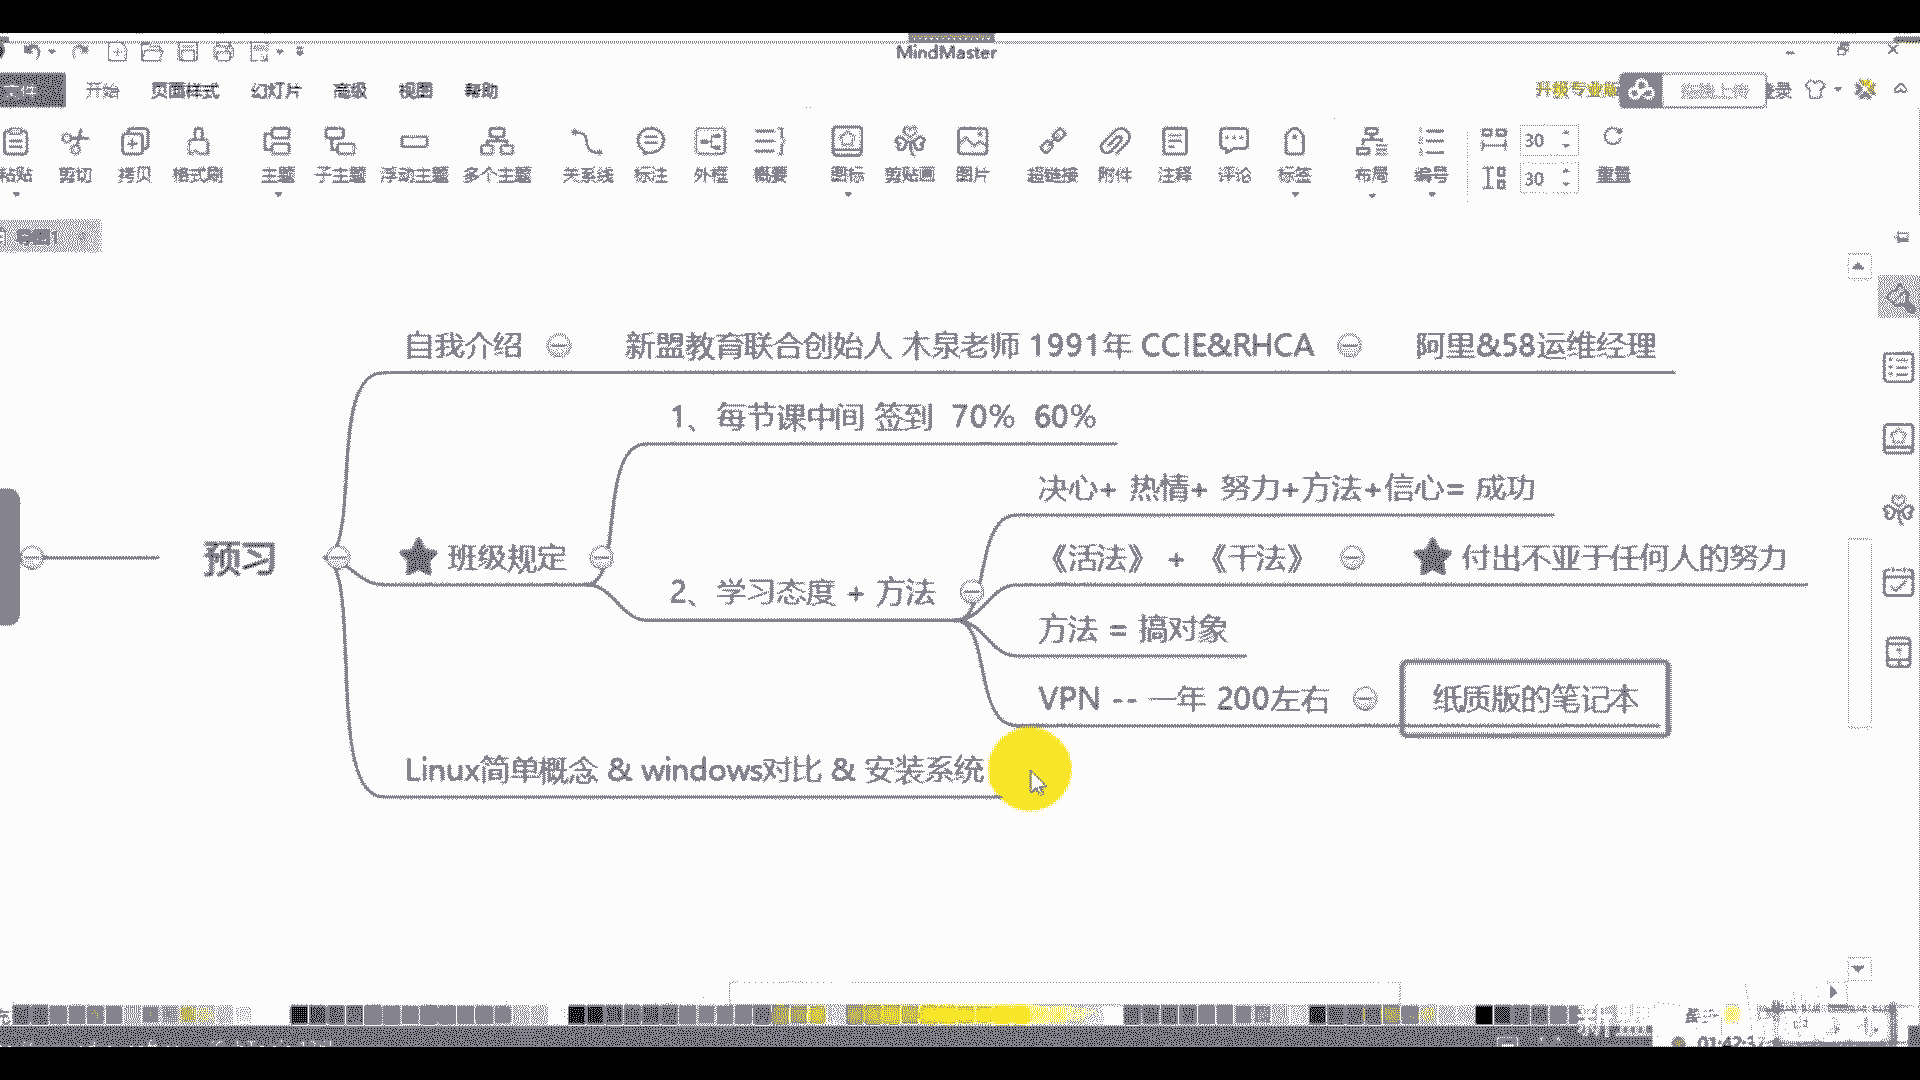 MindMaster
文件 开始 页面样式 幻灯片 高级 视图 帮助
升级专业版 拖拽上传 登录
粘贴 剪切 拷贝 格式刷 主题 子主题 浮动主题 多个主题 关系线 标注 外框 概要 图标 剪贴画 图片 超链接 附件 注释 评论 标签 布局 编号 重置
30
30
导图1
自我介绍 新盟教育联合创始人 木泉老师 1991年 CCIE&RHCA 阿里&58运维经理
1、每节课中间 签到 70% 60%
决心+ 热情+ 努力+方法+信心= 成功
预习
班级规定
《活法》 + 《干法》 付出不亚于任何人的努力
2、学习态度 + 方法
方法 = 搞对象
VPN -- 一年 200左右 纸质版的笔记本
Linux简单概念 & windows对比 & 安装系统